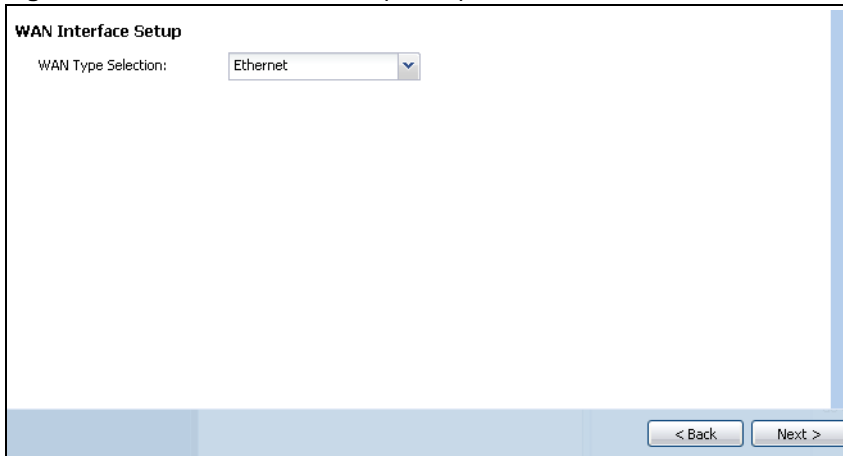 WAN Interface Setup
WAN Type Selection: Ethernet
< Back Next >